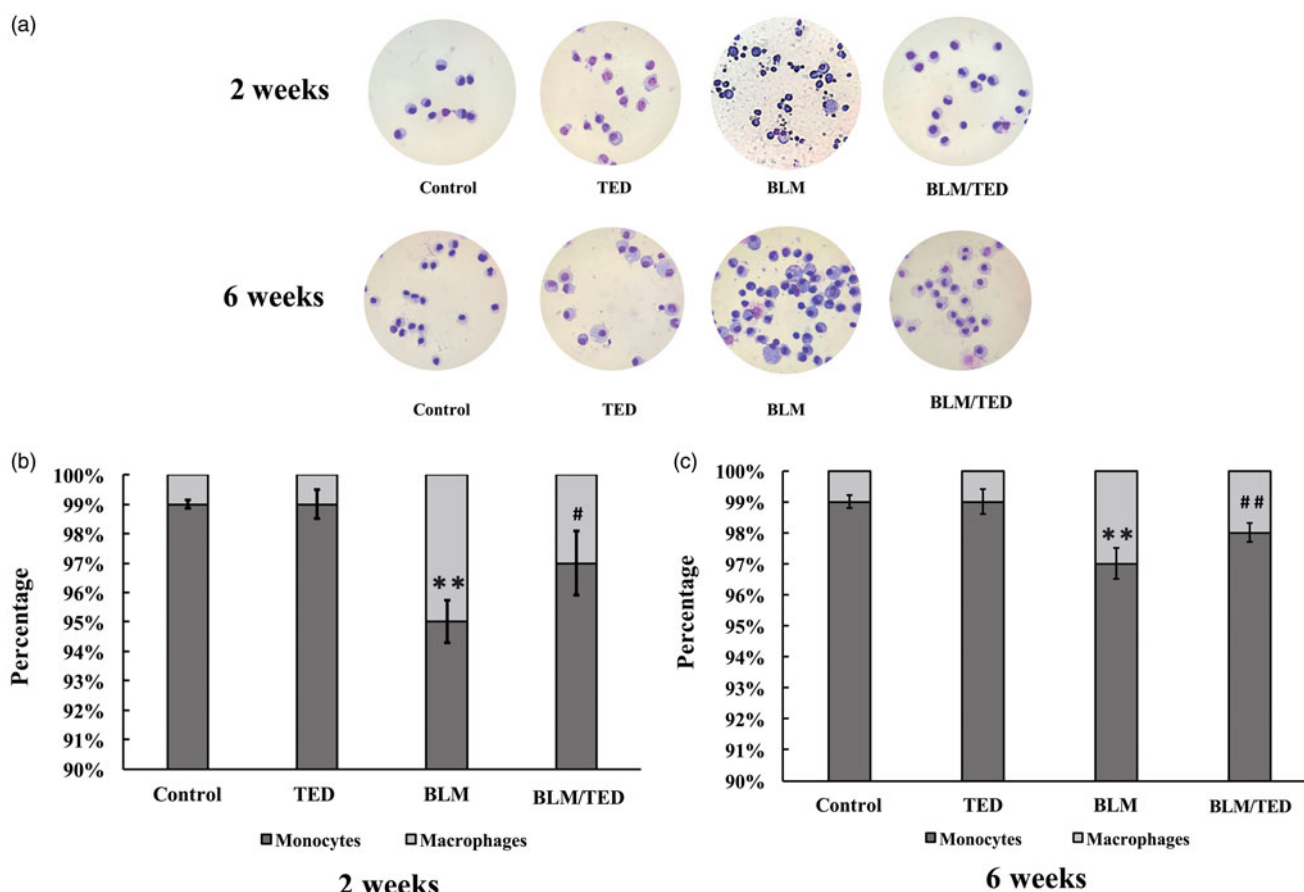 (a)
2 weeks
Control TED BLM BLM/TED
6 weeks
Control TED BLM BLM/TED
(b)
100%
99%
98%
97%
96%
95%
94%
93%
92%
91%
90%
Percentage
**
#
Control TED BLM BLM/TED
Monocytes Macrophages
2 weeks
(c)
100%
99%
98%
97%
96%
95%
94%
93%
92%
91%
90%
Percentage
**
##
Control TED BLM BLM/TED
Monocytes Macrophages
6 weeks